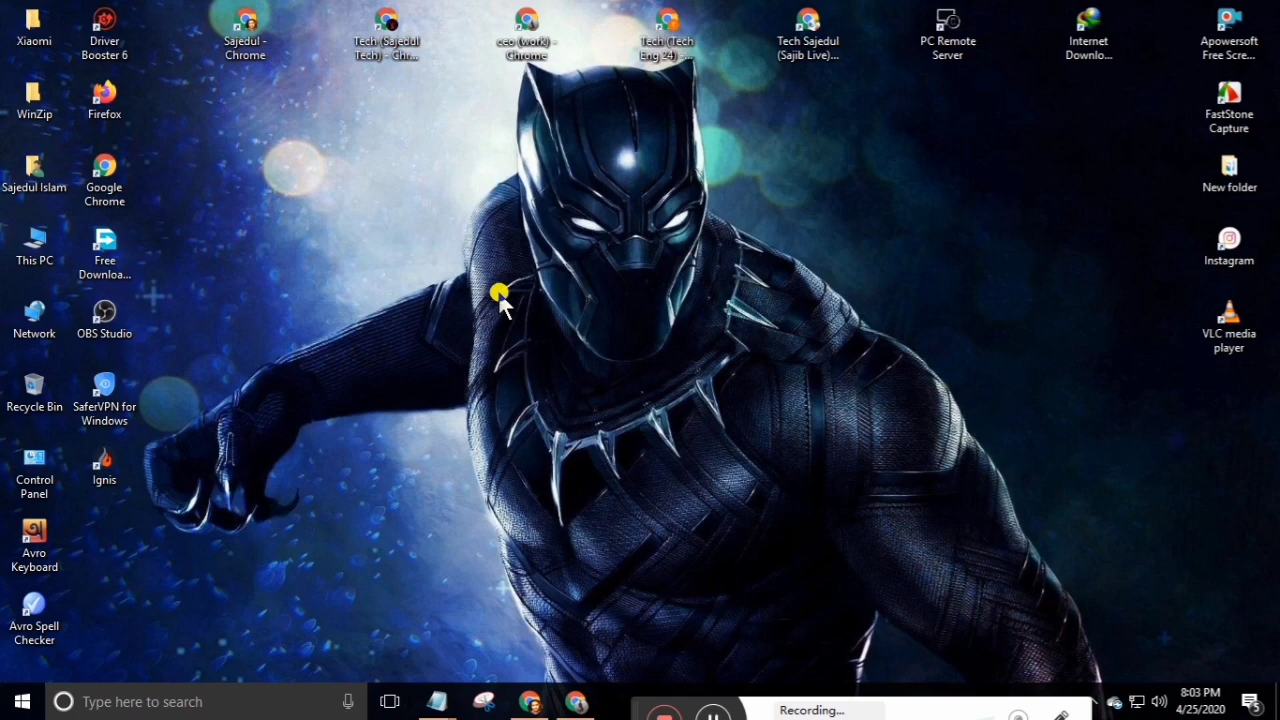 Xiaomi
Driver
Booster 6
Sajedul -
Chrome
Tech (Sajedul
Tech) - Chr...
ceo (work) -
Chrome
Tech (Tech
Eng 24) - ...
Tech Sajedul
(Sajib Live)...
PC Remote
Server
Internet
Downlo...
Apowersoft
Free Scre...
WinZip
Firefox
FastStone
Capture
Sajedul Islam
Google
Chrome
New folder
This PC
Free
Downloa...
Instagram
Network
OBS Studio
VLC media
player
Recycle Bin
SaferVPN for
Windows
Control
Panel
Ignis
Avro
Keyboard
Avro Spell
Checker
Type here to search
Recording...
8:03 PM
4/25/2020
5